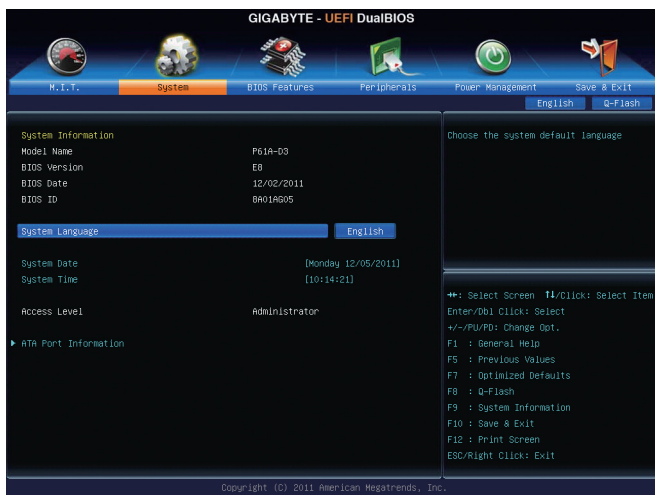 GIGABYTE - UEFI DualBIOS
M.I.T. System BIOS Features Peripherals Power Management Save & Exit
English Q-Flash
System Information
Model Name P61A-D3
BIOS Version E8
BIOS Date 12/02/2011
BIOS ID BA01AG05
System Language English
System Date [Monday 12/05/2011]
System Time [10:14:21]
Access Level Administrator
ATA Port Information
Choose the system default language
→←: Select Screen ↑↓/Click: Select Item
Enter/Dbl Click: Select
+/-/PU/PD: Change Opt.
F1 : General Help
F5 : Previous Values
F7 : Optimized Defaults
F8 : Q-Flash
F9 : System Information
F10 : Save & Exit
F12 : Print Screen
ESC/Right Click: Exit
Copyright (C) 2011 American Megatrends, Inc.